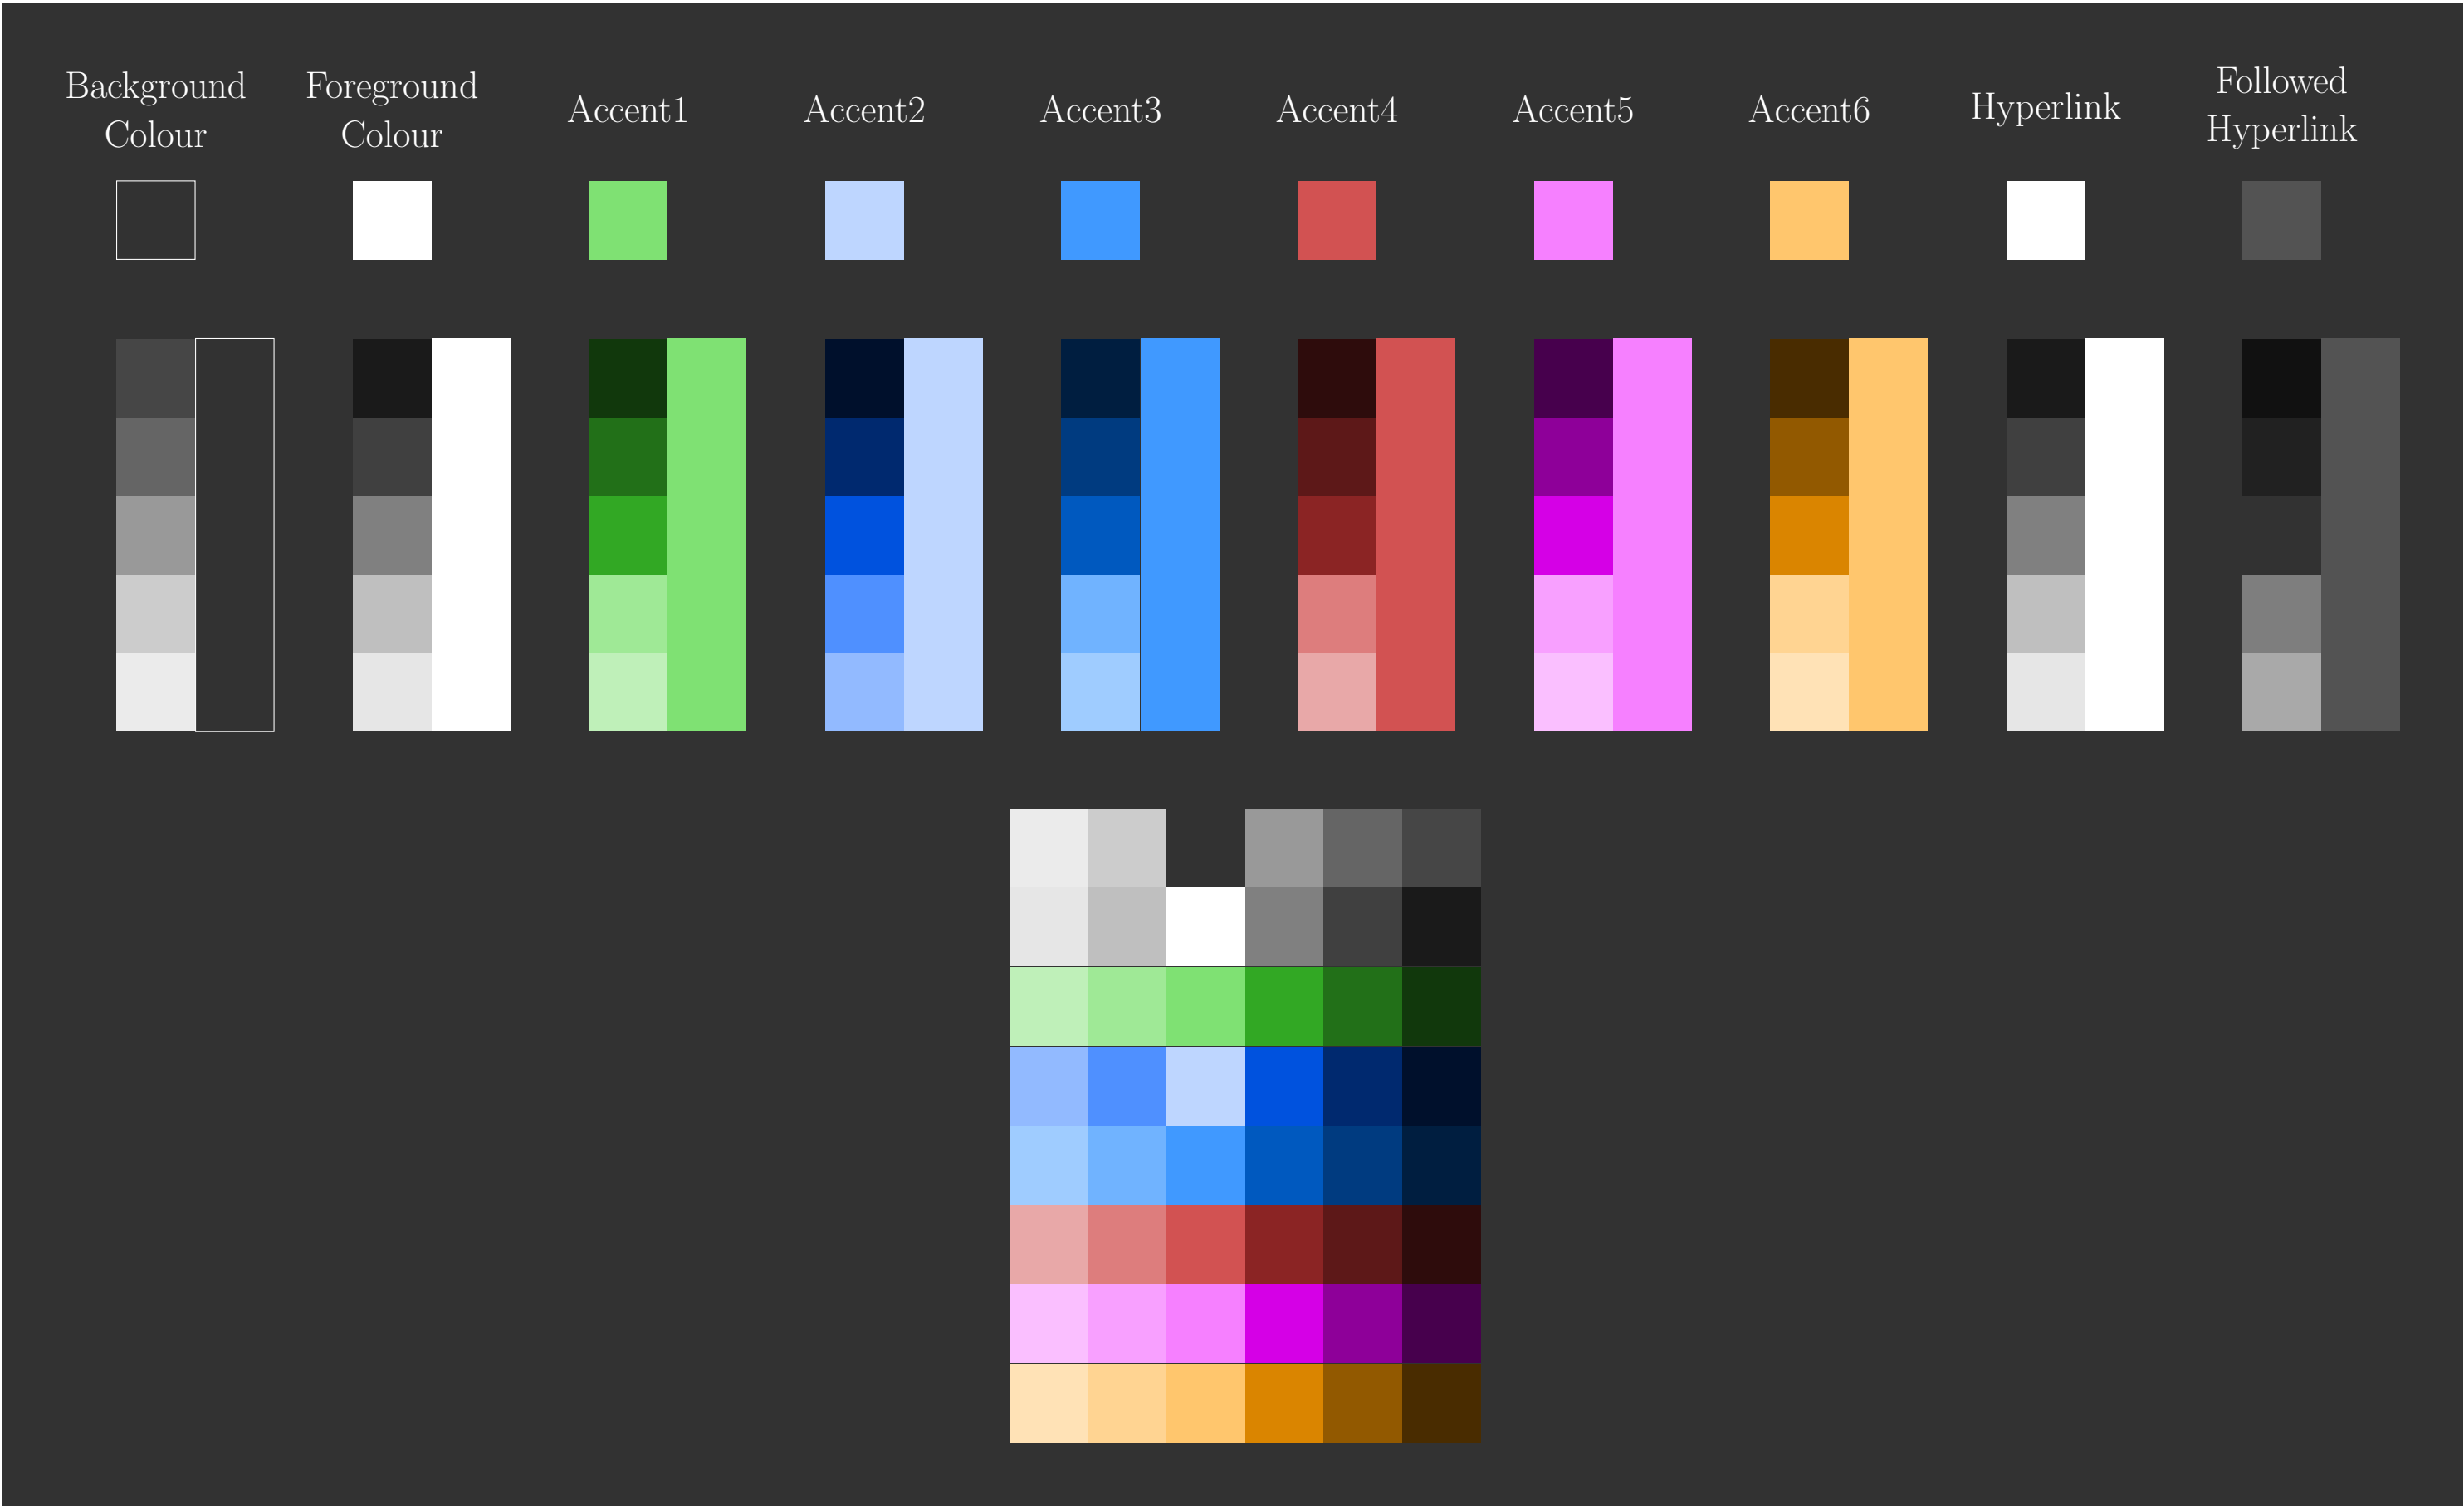 Background
Colour
Foreground
Colour
Accent1
Accent2
Accent3
Accent4
Accent5
Accent6
Hyperlink
Followed
Hyperlink